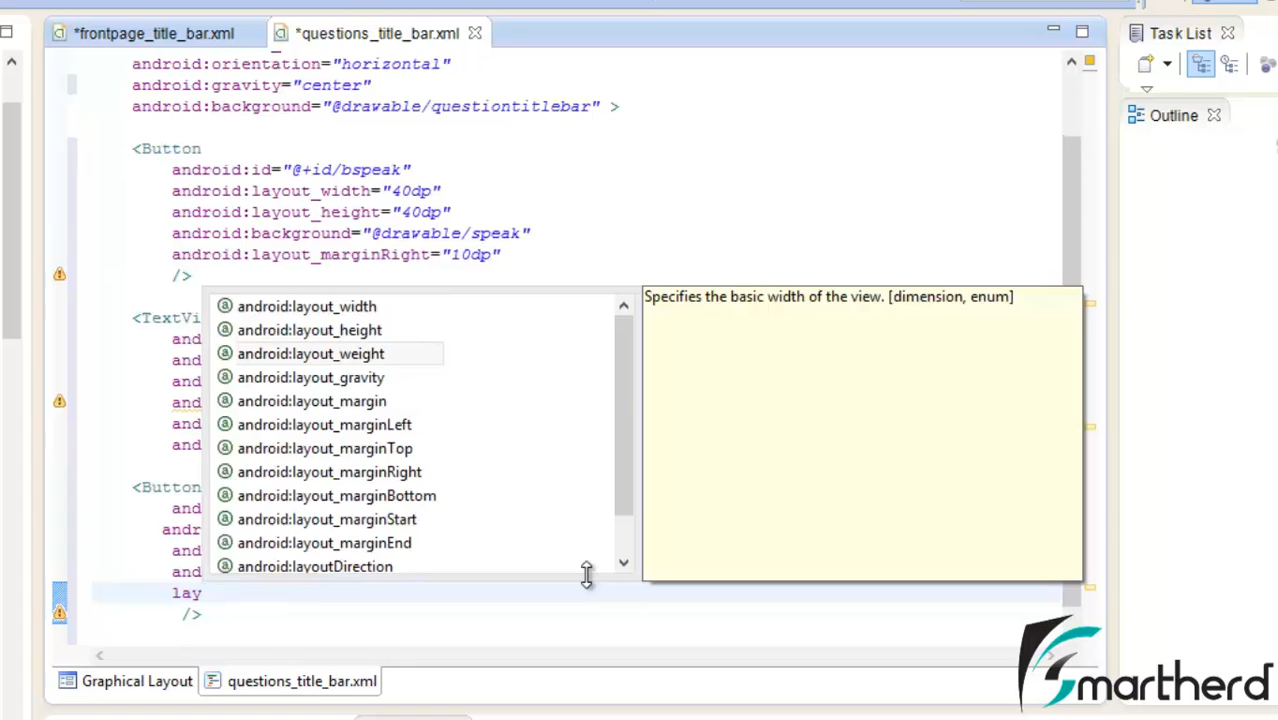 *frontpage_title_bar.xml
*questions_title_bar.xml
Task List
android:orientation="horizontal"
android:gravity="center"
android:background="@drawable/questiontitlebar" >
Outline
<Button
android:id="@+id/bspeak"
android:layout_width="40dp"
android:layout_height="40dp"
android:background="@drawable/speak"
android:layout_marginRight="10dp"
/>
<TextVi
and
and
and
and
and
and
<Button
and
andr
and
and
lay
/>
android:layout_width
android:layout_height
android:layout_weight
android:layout_gravity
android:layout_margin
android:layout_marginLeft
android:layout_marginTop
android:layout_marginRight
android:layout_marginBottom
android:layout_marginStart
android:layout_marginEnd
android:layoutDirection
Specifies the basic width of the view. [dimension, enum]
Graphical Layout
questions_title_bar.xml
Smartherd